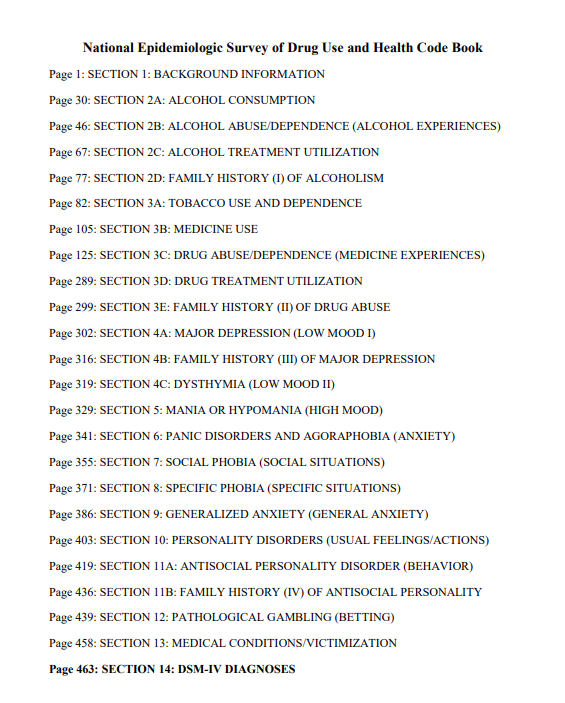 National Epidemiologic Survey of Drug Use and Health Code Book
Page 1: SECTION 1: BACKGROUND INFORMATION
Page 30: SECTION 2A: ALCOHOL CONSUMPTION
Page 46: SECTION 2B: ALCOHOL ABUSE/DEPENDENCE (ALCOHOL EXPERIENCES)
Page 67: SECTION 2C: ALCOHOL TREATMENT UTILIZATION
Page 77: SECTION 2D: FAMILY HISTORY (I) OF ALCOHOLISM
Page 82: SECTION 3A: TOBACCO USE AND DEPENDENCE
Page 105: SECTION 3B: MEDICINE USE
Page 125: SECTION 3C: DRUG ABUSE/DEPENDENCE (MEDICINE EXPERIENCES)
Page 289: SECTION 3D: DRUG TREATMENT UTILIZATION
Page 299: SECTION 3E: FAMILY HISTORY (II) OF DRUG ABUSE
Page 302: SECTION 4A: MAJOR DEPRESSION (LOW MOOD I)
Page 316: SECTION 4B: FAMILY HISTORY (III) OF MAJOR DEPRESSION
Page 319: SECTION 4C: DYSTHYMIA (LOW MOOD II)
Page 329: SECTION 5: MANIA OR HYPOMANIA (HIGH MOOD)
Page 341: SECTION 6: PANIC DISORDERS AND AGORAPHOBIA (ANXIETY)
Page 355: SECTION 7: SOCIAL PHOBIA (SOCIAL SITUATIONS)
Page 371: SECTION 8: SPECIFIC PHOBIA (SPECIFIC SITUATIONS)
Page 386: SECTION 9: GENERALIZED ANXIETY (GENERAL ANXIETY)
Page 403: SECTION 10: PERSONALITY DISORDERS (USUAL FEELINGS/ACTIONS)
Page 419: SECTION 11A: ANTISOCIAL PERSONALITY DISORDER (BEHAVIOR)
Page 436: SECTION 11B: FAMILY HISTORY (IV) OF ANTISOCIAL PERSONALITY
Page 439: SECTION 12: PATHOLOGICAL GAMBLING (BETTING)
Page 458: SECTION 13: MEDICAL CONDITIONS/VICTIMIZATION
Page 463: SECTION 14: DSM-IV DIAGNOSES